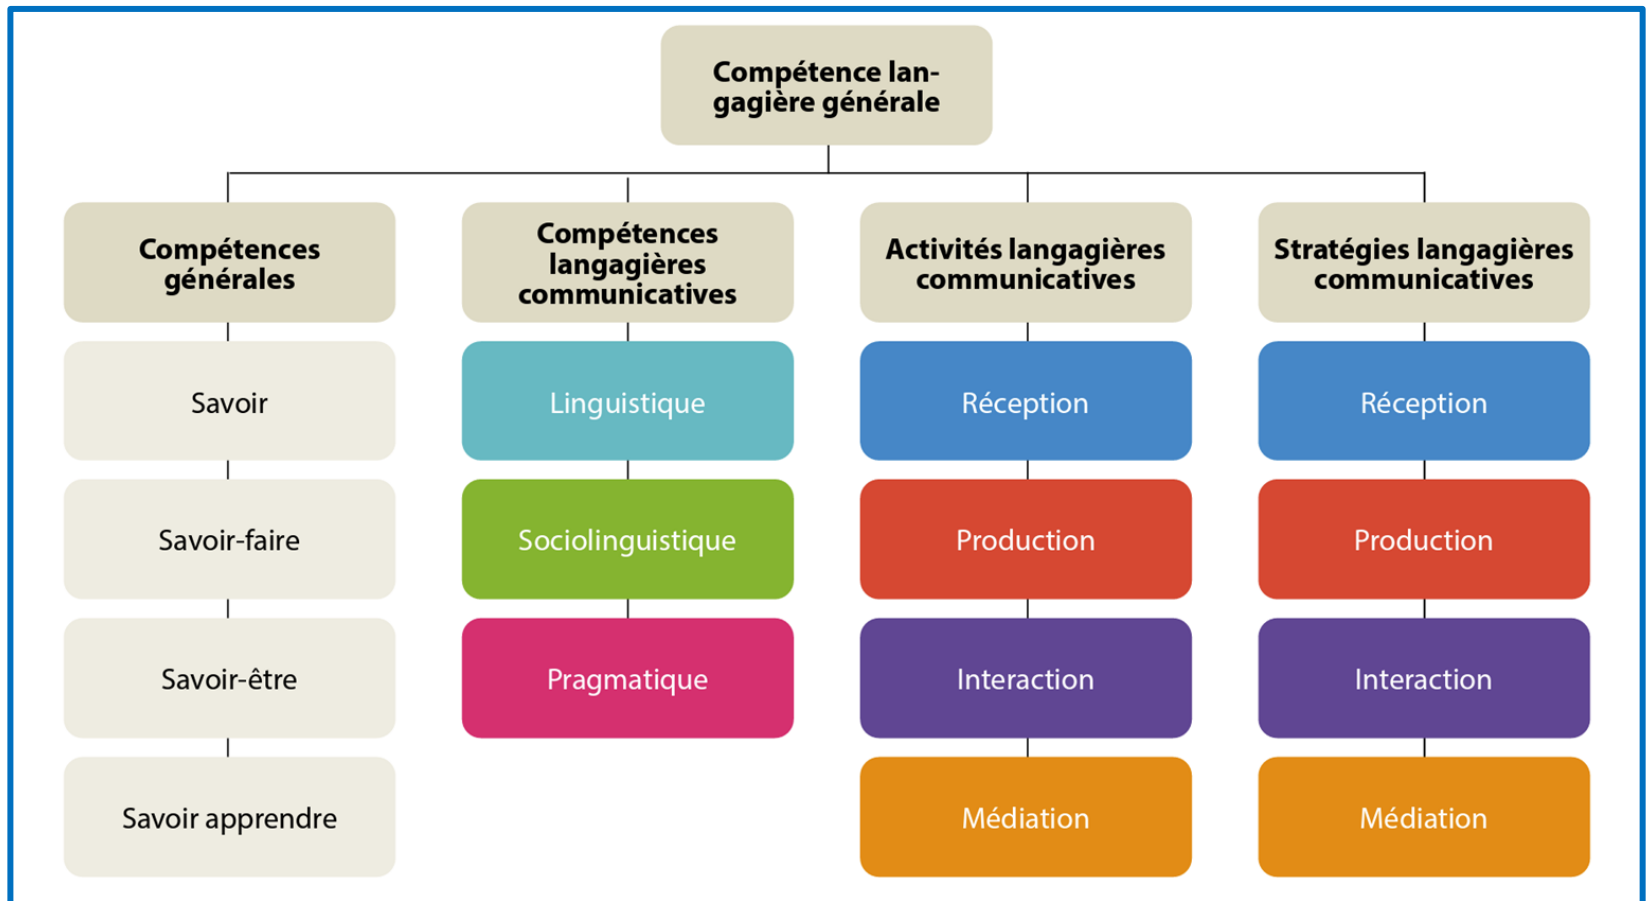 Compétence lan-
gagière générale
Compétences
générales
Savoir
Savoir-faire
Savoir-être
Savoir apprendre
Compétences
langagières
communicatives
Linguistique
Sociolinguistique
Pragmatique
Activités langagières
communicatives
Réception
Production
Interaction
Médiation
Stratégies langagières
communicatives
Réception
Production
Interaction
Médiation